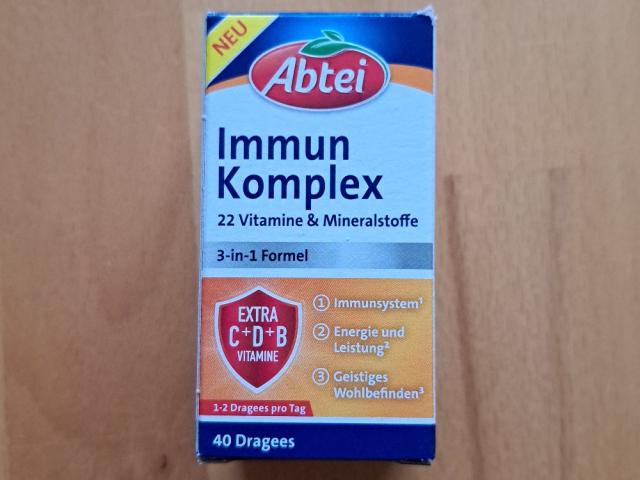 NEU
Abtei
Immun
Komplex
22 Vitamine & Mineralstoffe
3-in-1 Formel
EXTRA
C+D+B
VITAMINE
1 Immunsystem¹
2 Energie und
Leistung²
3 Geistiges
Wohlbefinden³
1-2 Dragees pro Tag
40 Dragees